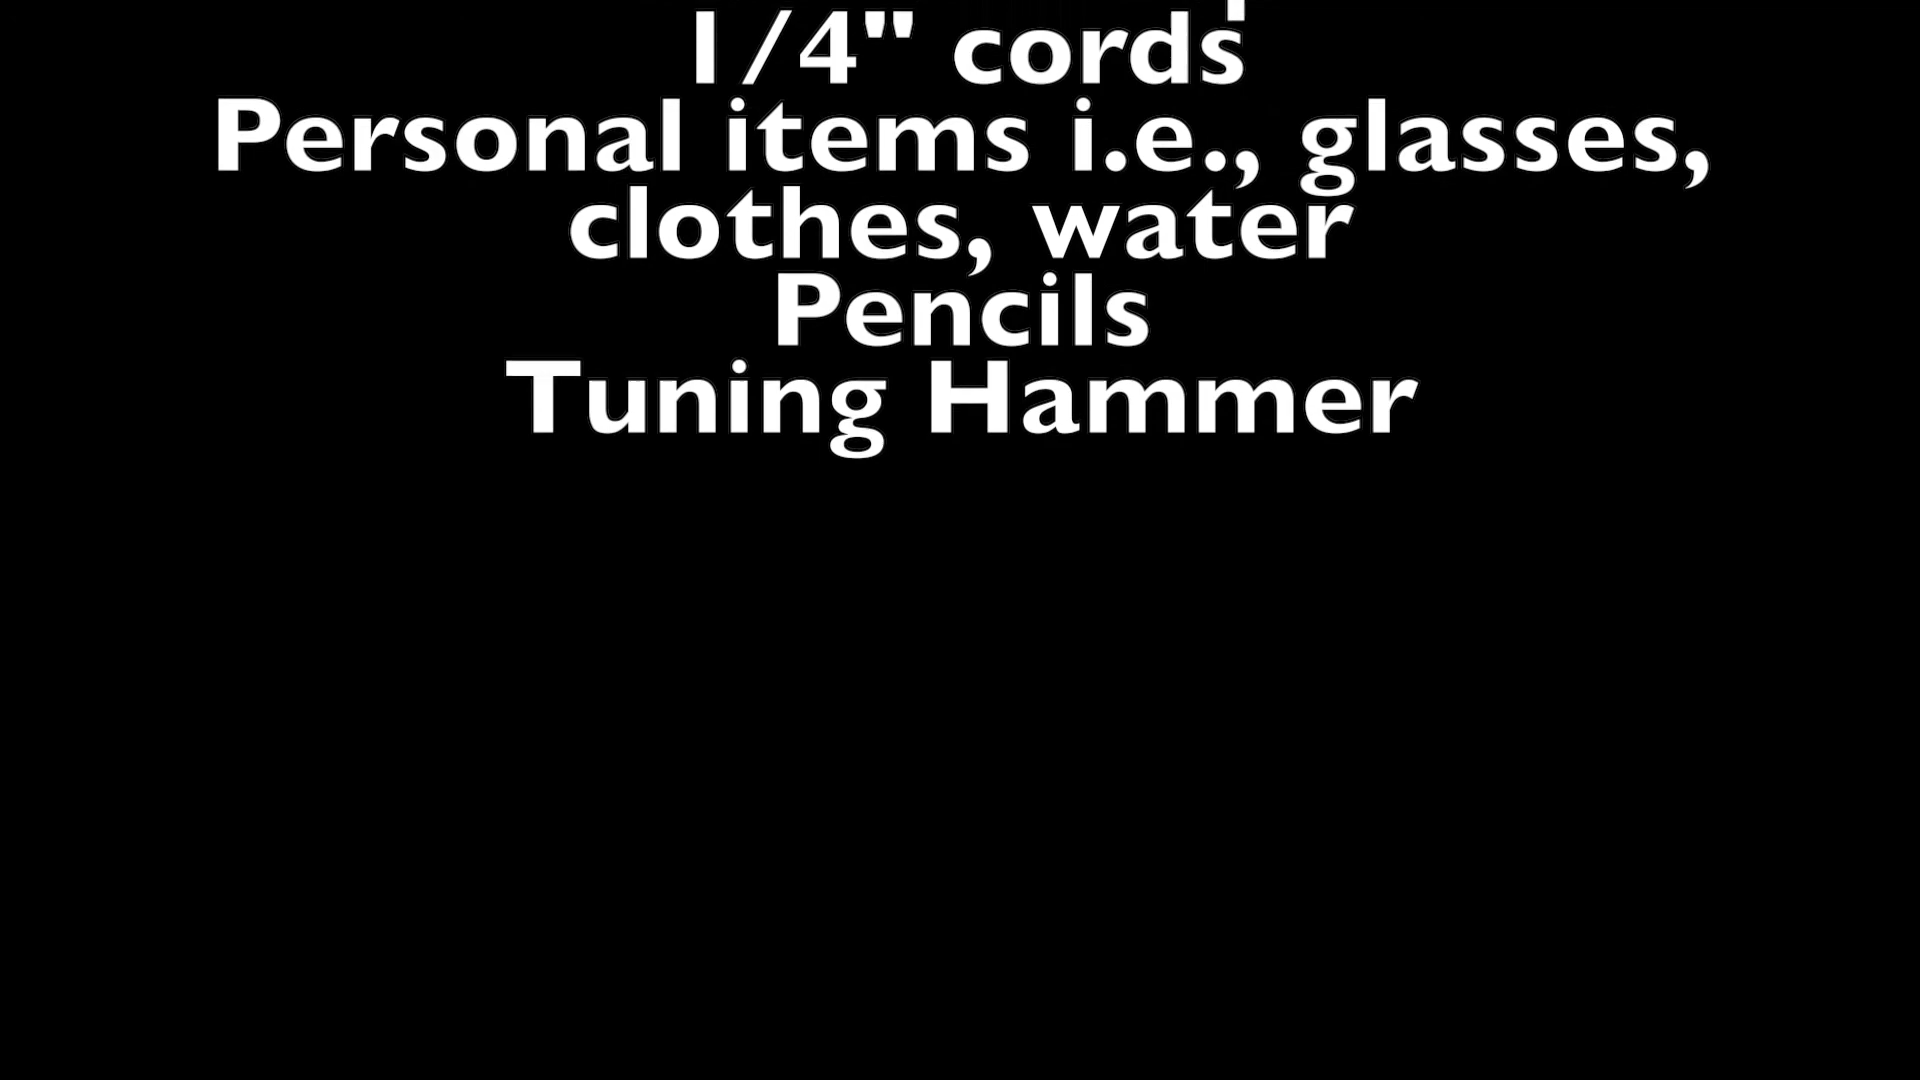 1/4" cords
Personal items i.e., glasses,
clothes, water
Pencils
Tuning Hammer